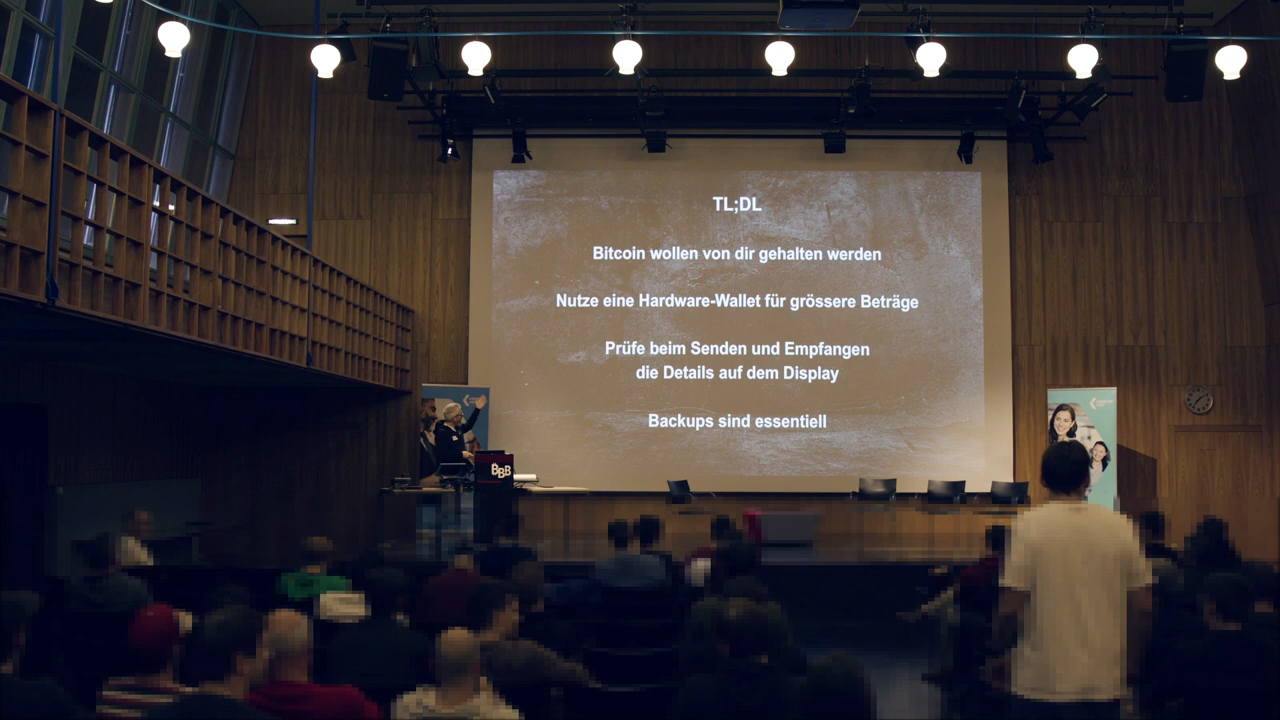 TL;DL
Bitcoin wollen von dir gehalten werden
Nutze eine Hardware-Wallet für grössere Beträge
Prüfe beim Senden und Empfangen
die Details auf dem Display
Backups sind essentiell
BBB